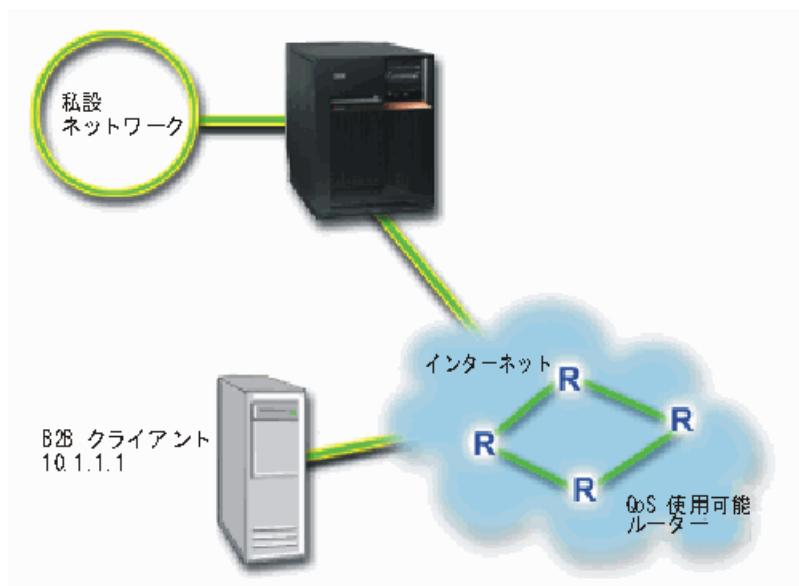 私設
ネットワーク
インターネット
R
R
R
R
B2B クライアント
10.1.1.1
QoS 使用可能
ルーター